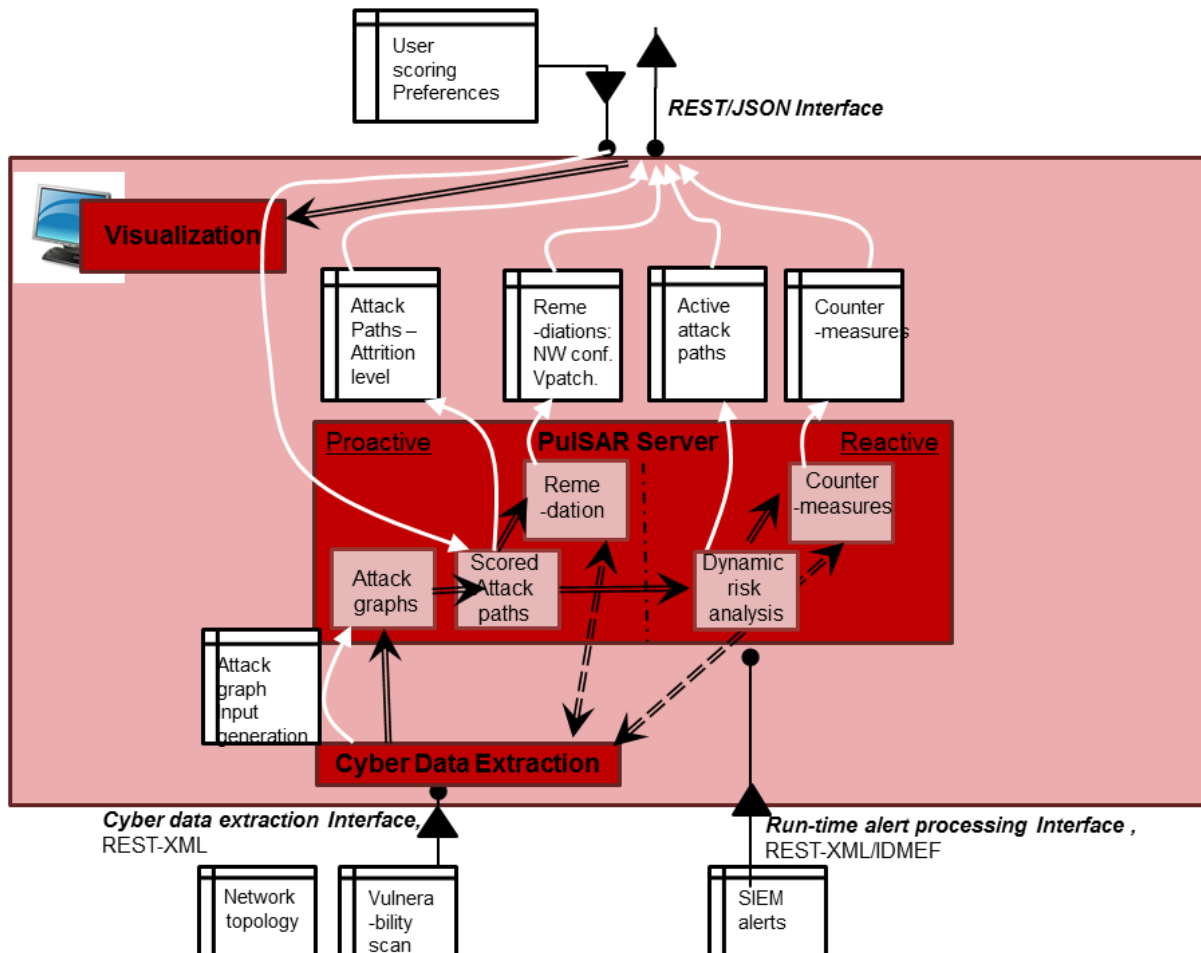 User
scoring
Preferences
REST/JSON Interface
Visualization
Attack
Paths –
Attrition
level
Reme
-diations:
NW conf.
Vpatch.
Active
attack
paths
Counter
-measures
Proactive
PulSAR Server
Reactive
Reme
-dation
Counter
-measures
Attack
graphs
Scored
Attack
paths
Dynamic
risk
analysis
Attack
graph
input
generation
Cyber Data Extraction
Cyber data extraction Interface,
REST-XML
Run-time alert processing Interface ,
REST-XML/IDMEF
Network
topology
Vulnera
-bility
scan
SIEM
alerts